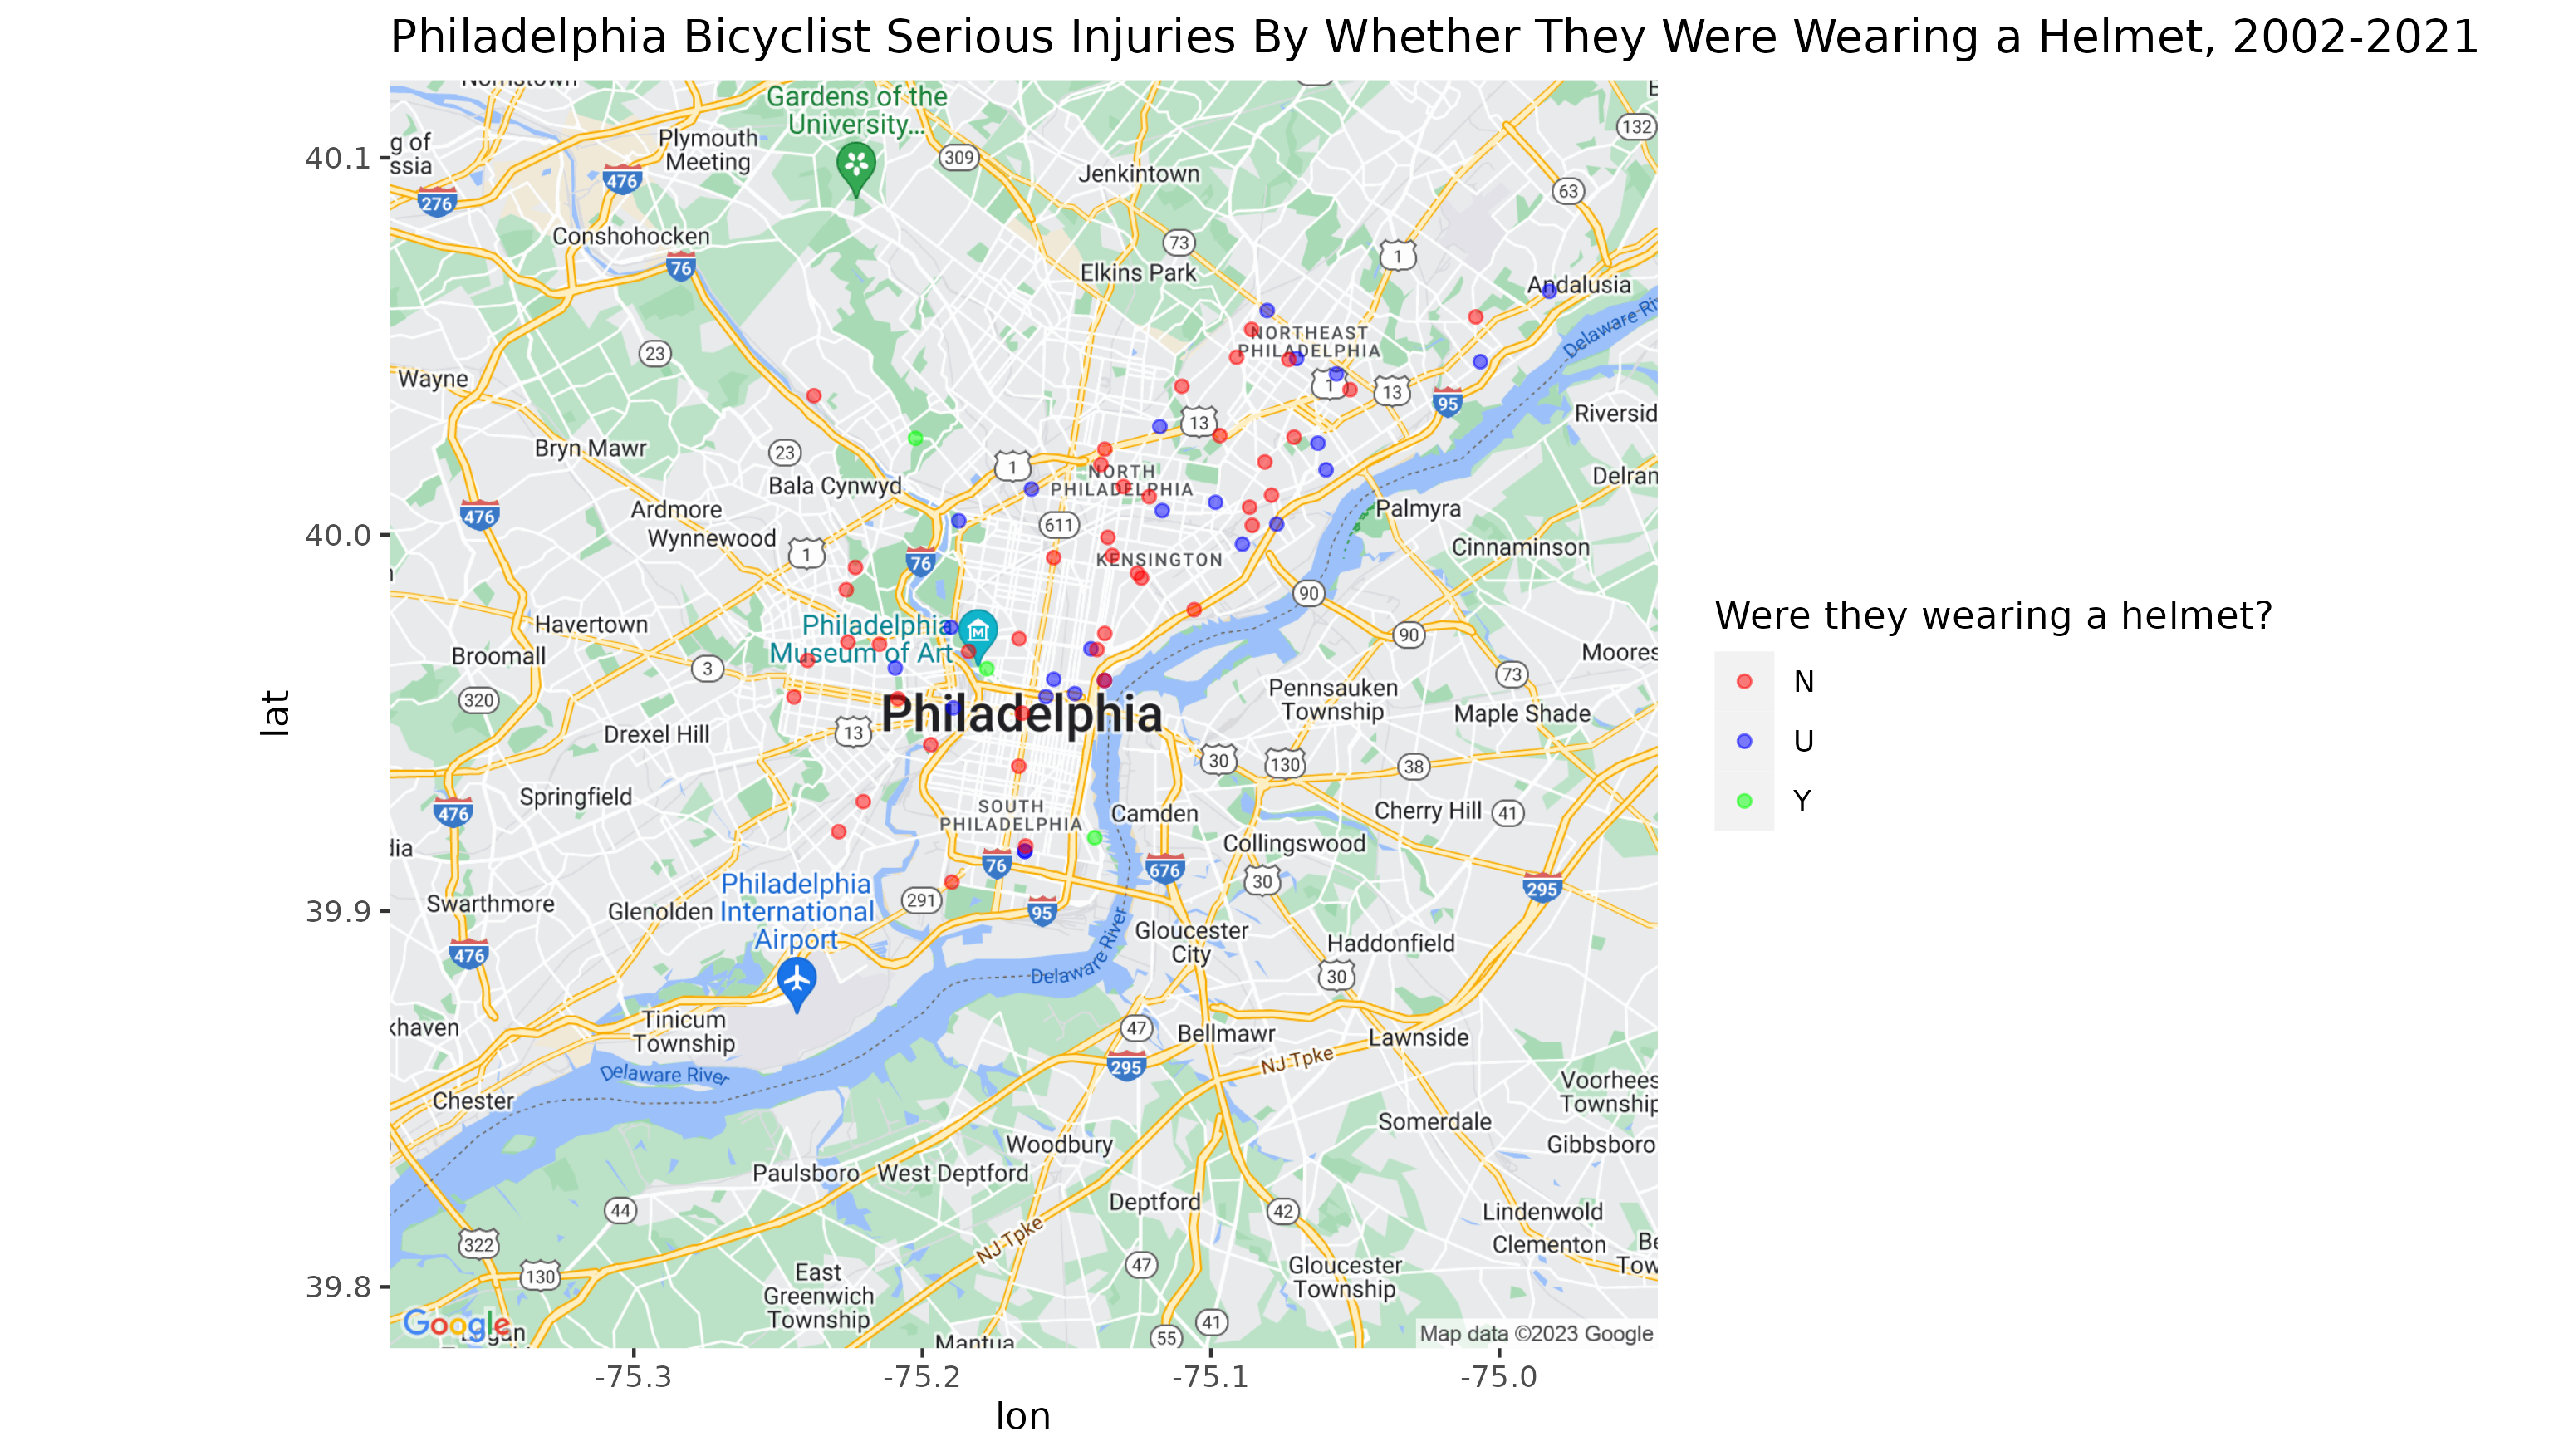 Philadelphia Bicyclist Serious Injuries By Whether They Were Wearing a Helmet, 2002-2021
Norristown
Gardens of the
University...
132
g of
ssia
Plymouth
Meeting
309
40.1
Jenkintown
476
63
276
Conshohocken
73
1
76
Elkins Park
Andalusia
Delaware Riv
NORTHEAST
PHILADELPHIA
23
Wayne
1
13
95
Riversid
13
Bryn Mawr
23
1
NORTH
PHILADELPHIA
Delran
Bala Cynwyd
476
Ardmore
Palmyra
611
40.0
Wynnewood
1
Cinnaminson
76
KENSINGTON
90
Were they wearing a helmet?
Havertown
Philadelphia
Museum of Art
90
Broomall
3
Moores
73
N
320
Pennsauken
Township
Philadelphia
Maple Shade
lat
Drexel Hill
13
U
30
130
38
Springfield
476
SOUTH
PHILADELPHIA
Camden
Cherry Hill
41
Y
dia
Collingswood
76
676
30
295
Philadelphia
International
Airport
291
39.9
Swarthmore
Glenolden
95
Gloucester
City
Haddonfield
476
Delaware River
30
khaven
Tinicum
Township
47
Bellmawr
Lawnside
295
NJ Tpke
Delaware River
Voorhees
Township
Chester
Somerdale
Woodbury
Gibbsboro
Paulsboro
West Deptford
Deptford
44
42
Lindenwold
322
NJ Tpke
Clementon
Be
Tow
130
47
39.8
East
Greenwich
Township
Gloucester
Township
Google
Logan
41
55
Mantua
Map data ©2023 Google
-75.3
-75.2
-75.1
-75.0
lon